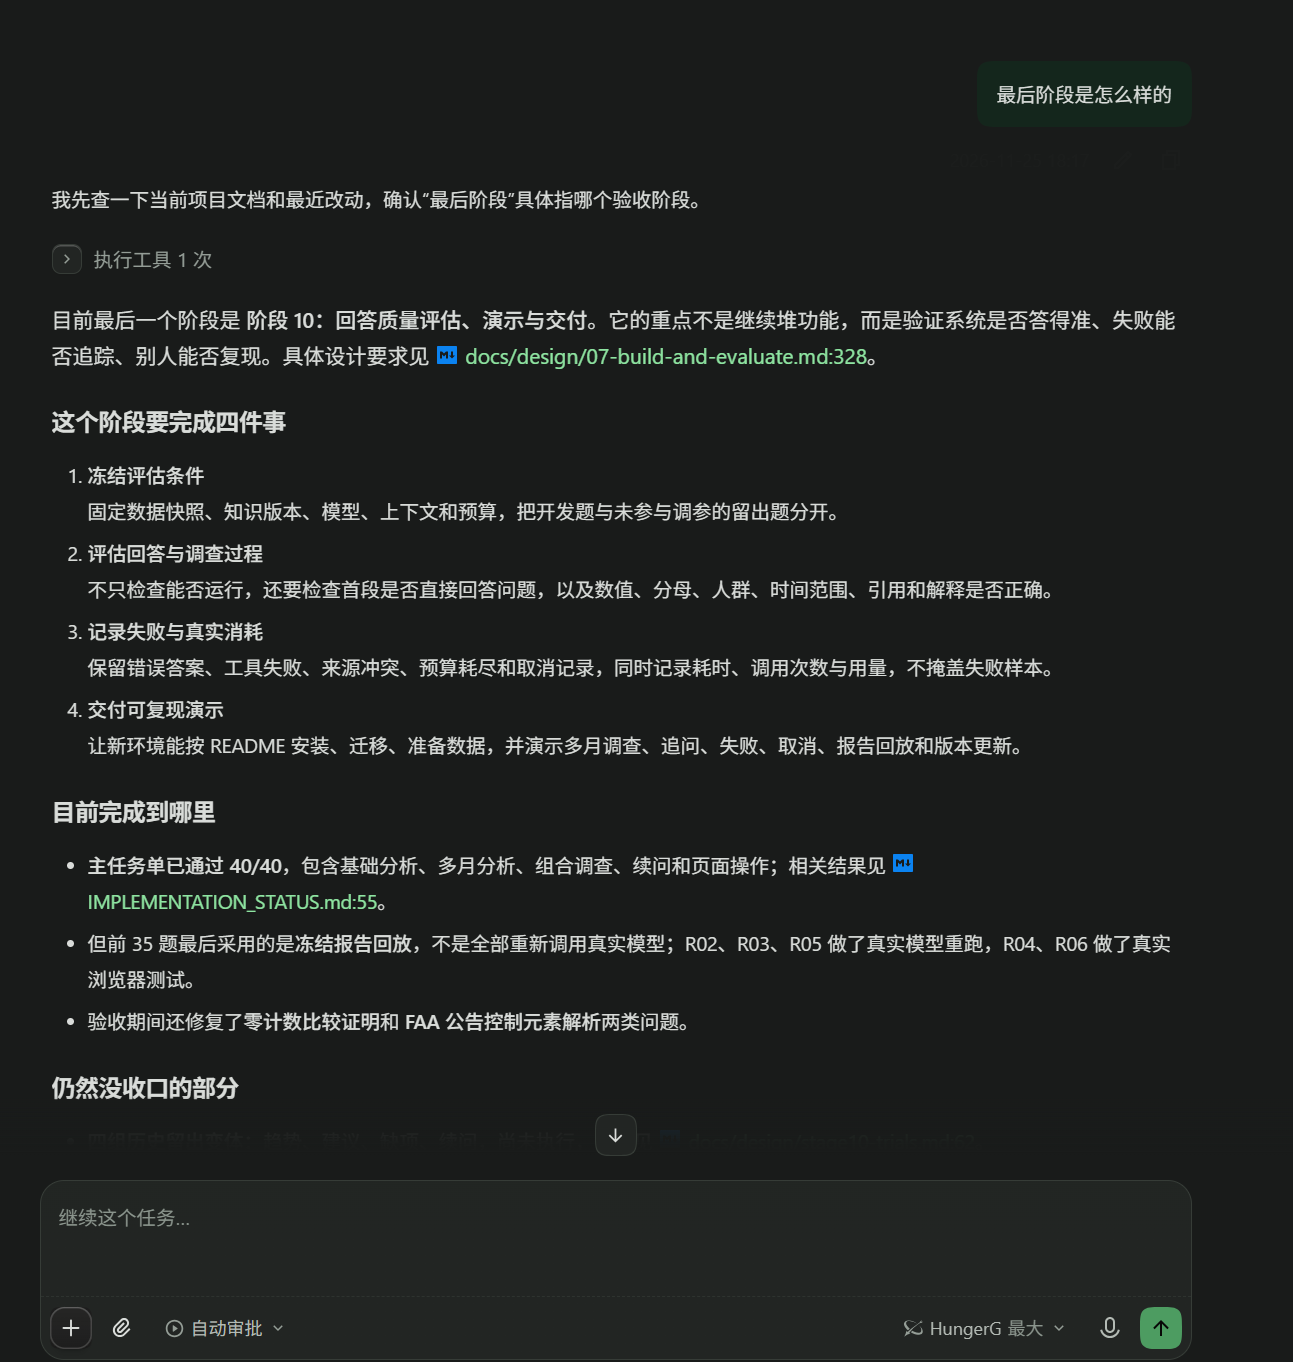 最后阶段是怎么样的
我先查一下当前项目文档和最近改动，确认“最后阶段”具体指哪个验收阶段。
执行工具 1 次
目前最后一个阶段是 阶段 10：回答质量评估、演示与交付。它的重点不是继续堆功能，而是验证系统是否答得准、失败能
否追踪、别人能否复现。具体设计要求见 docs/design/07-build-and-evaluate.md:328。
这个阶段要完成四件事
1. 冻结评估条件
固定数据快照、知识版本、模型、上下文和预算，把开发题与未参与调参的留出题分开。
2. 评估回答与调查过程
不只检查能否运行，还要检查首段是否直接回答问题，以及数值、分母、人群、时间范围、引用和解释是否正确。
3. 记录失败与真实消耗
保留错误答案、工具失败、来源冲突、预算耗尽和取消记录，同时记录耗时、调用次数与用量，不掩盖失败样本。
4. 交付可复现演示
让新环境能按 README 安装、迁移、准备数据，并演示多月调查、追问、失败、取消、报告回放和版本更新。
目前完成到哪里
• 主任务单已通过 40/40，包含基础分析、多月分析、组合调查、续问和页面操作；相关结果见
IMPLEMENTATION_STATUS.md:55。
• 但前 35 题最后采用的是冻结报告回放，不是全部重新调用真实模型；R02、R03、R05 做了真实模型重跑，R04、R06 做了真实
浏览器测试。
• 验收期间还修复了零计数比较证明和 FAA 公告控制元素解析两类问题。
仍然没收口的部分
继续这个任务...
自动审批
HungerG 最大